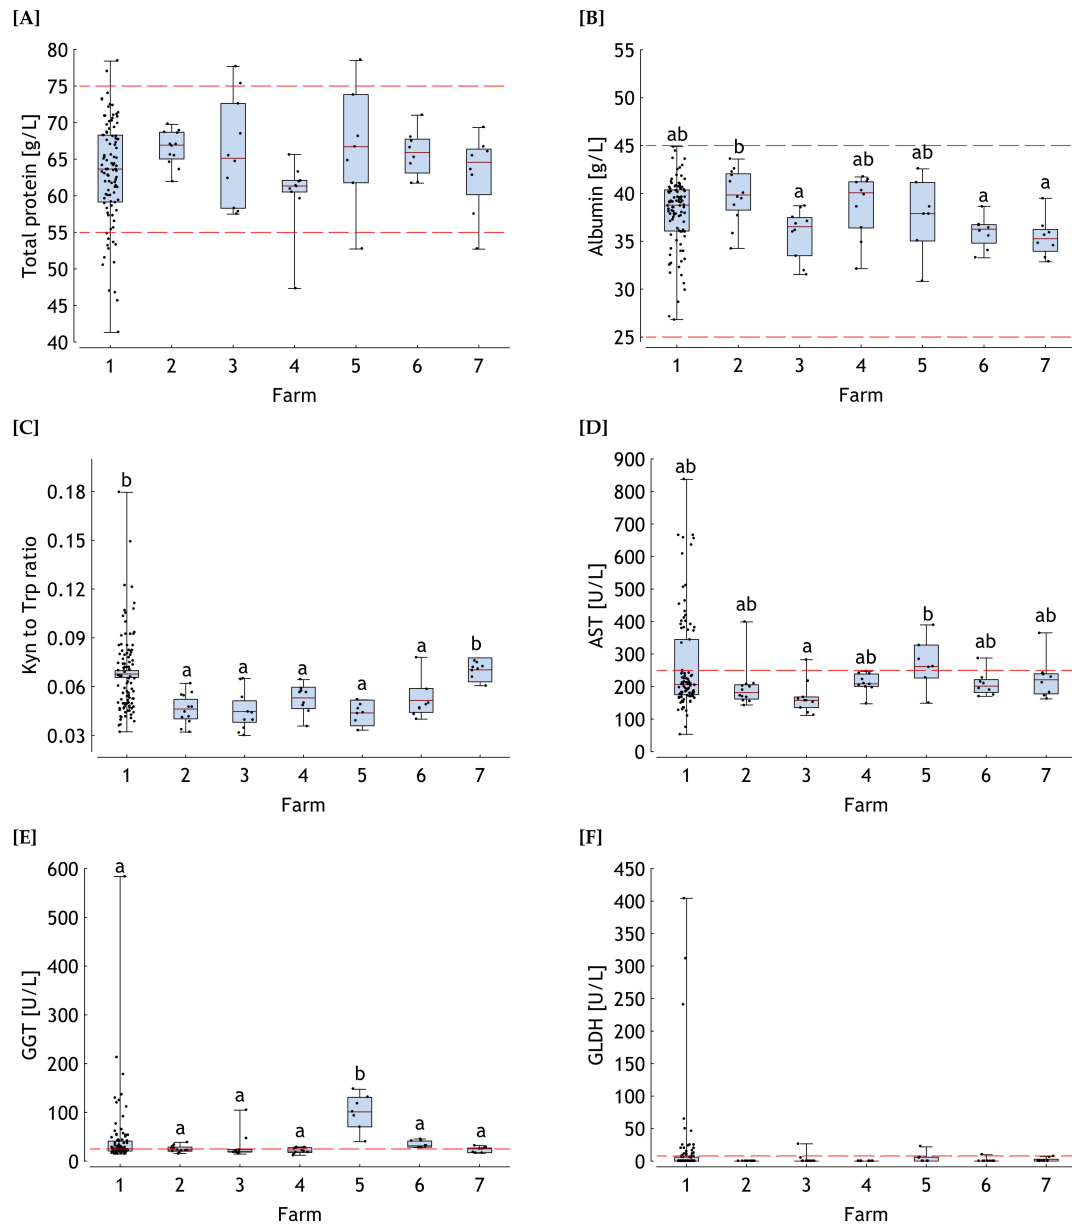 [A]
[B]
Total protein [g/L]
80
75
70
65
60
55
50
45
40
1 2 3 4 5 6 7
Farm
Albumin [g/L]
55
50
45
40
35
30
25
ab b a ab ab a a
1 2 3 4 5 6 7
Farm
[C]
[D]
Kyn to Trp ratio
0.18
0.15
0.12
0.09
0.06
0.03
b a a a a a b
1 2 3 4 5 6 7
Farm
AST [U/L]
900
800
700
600
500
400
300
200
100
0
ab ab a ab b ab ab
1 2 3 4 5 6 7
Farm
[E]
[F]
GGT [U/L]
600
500
400
300
200
100
0
a a a a b a a
1 2 3 4 5 6 7
Farm
GLDH [U/L]
450
400
350
300
250
200
150
100
50
0
1 2 3 4 5 6 7
Farm